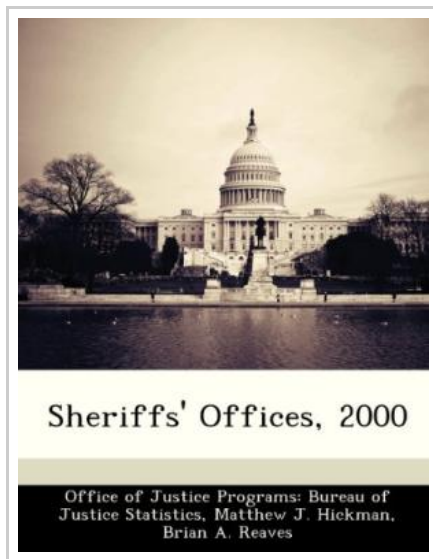 Sheriffs' Offices, 2000
Office of Justice Programs: Bureau of
Justice Statistics, Matthew J. Hickman,
Brian A. Reaves